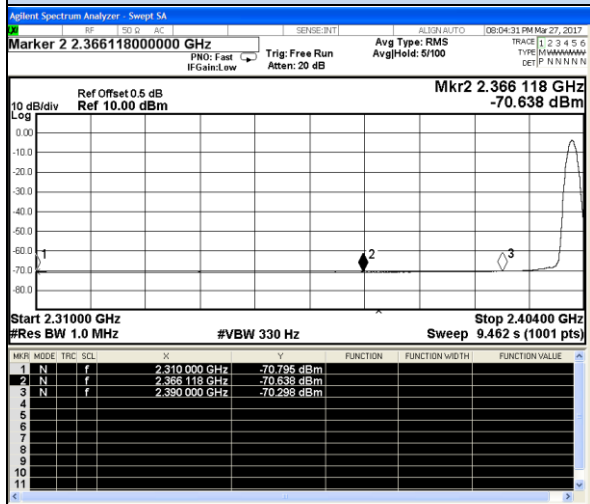 Agilent Spectrum Analyzer - Swept SA
RF 50 Ω AC SENSE:INT ALIGN AUTO 08:04:31 PM Mar 27, 2017
Marker 2 2.366118000000 GHz
PNO: Fast Trig: Free Run Avg Type: RMS TRACE 1 2 3 4 5 6
IFGain:Low Atten: 20 dB Avg|Hold: 5/100 TYPE M
DET P N N N N N
Ref Offset 0.5 dB Mkr2 2.366 118 GHz
10 dB/div Ref 10.00 dBm -70.638 dBm
Log
0.00
-10.0
-20.0
-30.0
-40.0
-50.0
-60.0
1 2 3
-70.0
-80.0
Start 2.31000 GHz Stop 2.40400 GHz
#Res BW 1.0 MHz #VBW 330 Hz Sweep 9.462 s (1001 pts)
MKR MODE TRC SCL X Y FUNCTION FUNCTION WIDTH FUNCTION VALUE
1 N f 2.310 000 GHz -70.795 dBm
2 N f 2.366 118 GHz -70.638 dBm
3 N f 2.390 000 GHz -70.298 dBm
4
5
6
7
8
9
10
11